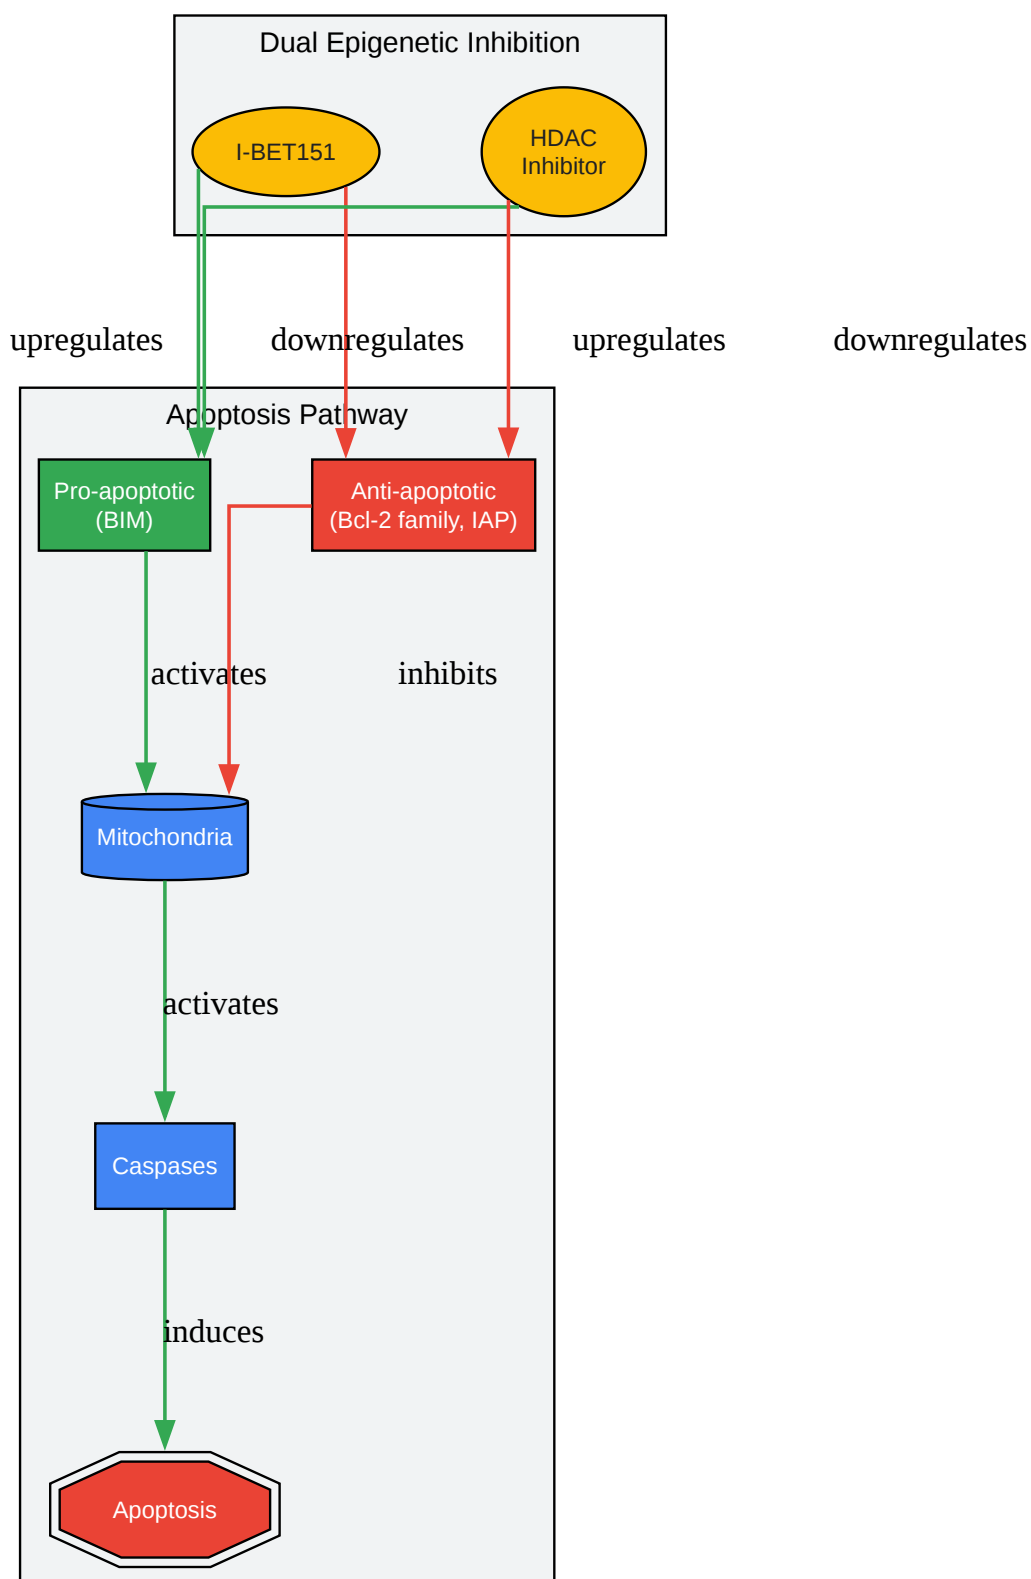 Dual Epigenetic Inhibition
I-BET151
HDAC
Inhibitor
upregulates
downregulates
upregulates
downregulates
Apoptosis Pathway
Pro-apoptotic
(BIM)
Anti-apoptotic
(Bcl-2 family, IAP)
activates
inhibits
Mitochondria
activates
Caspases
induces
Apoptosis